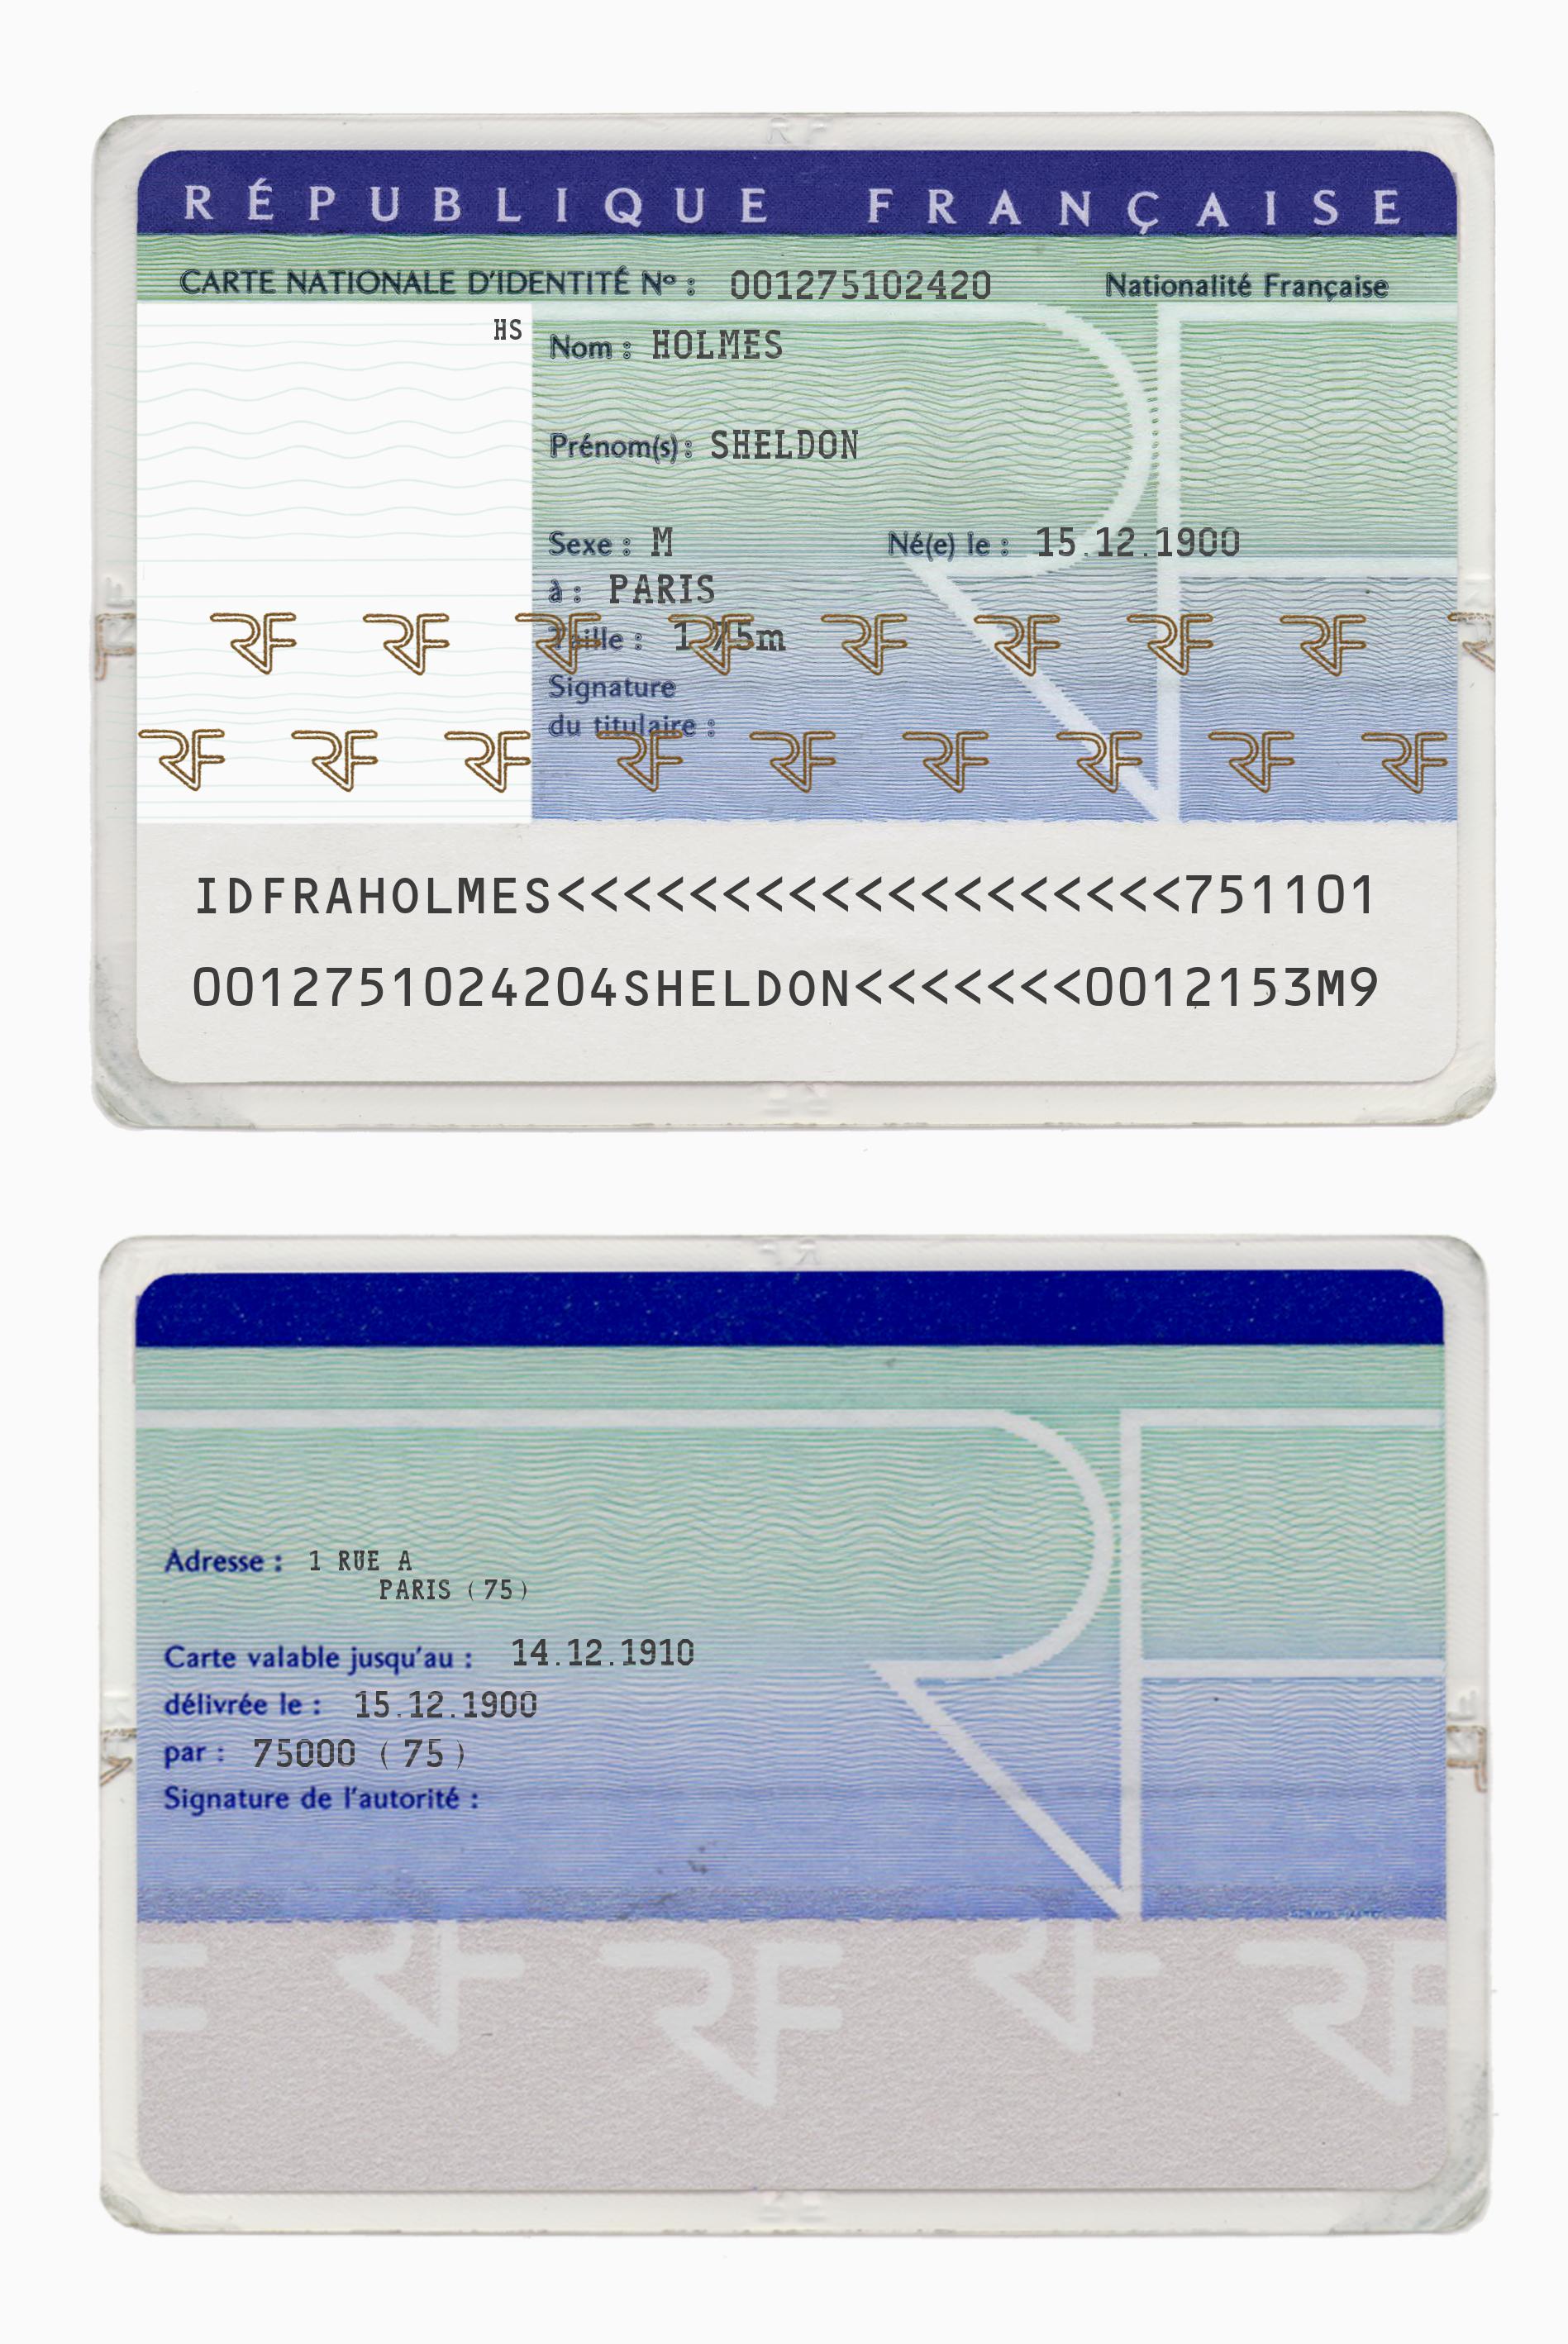 RÉPUBLIQUE FRANÇAISE
CARTE NATIONALE D'IDENTITÉ Nº : 001275102420 Nationalité Française
HS
Nom : HOLMES
Prénom(s) : SHELDON
Sexe : M Né(e) le : 15.12.1900
à : PARIS
Taille : 1,75m
Signature
du titulaire :
IDFRAHOLMES<<<<<<<<<<<<<<<<<<<751101
0012751024204SHELDON<<<<<<<0012153M9
Adresse : 1 RUE A
PARIS (75)
Carte valable jusqu'au : 14.12.1910
délivrée le : 15.12.1900
par : 75000 (75)
Signature de l'autorité :